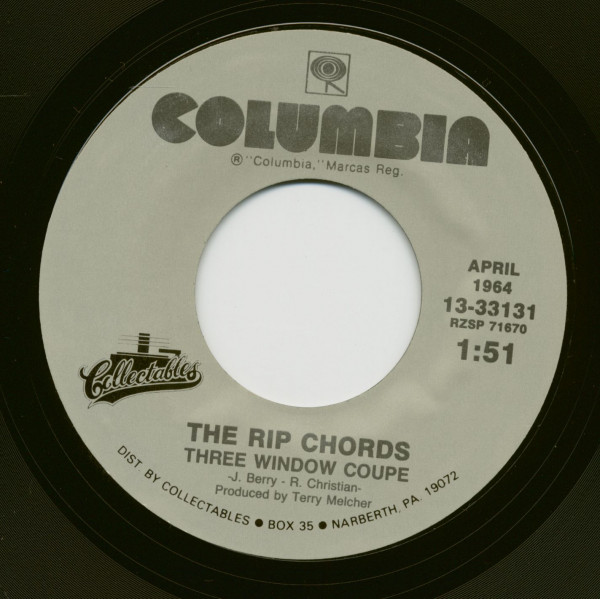 COLUMBIA
® "Columbia," Marcas Reg.
APRIL
1964
13-33131
RZSP 71670
1:51
Collectables
THE RIP CHORDS
THREE WINDOW COUPE
-J. Berry - R. Christian-
Produced by Terry Melcher
DIST. BY COLLECTABLES ● BOX 35 ● NARBERTH, PA. 19072